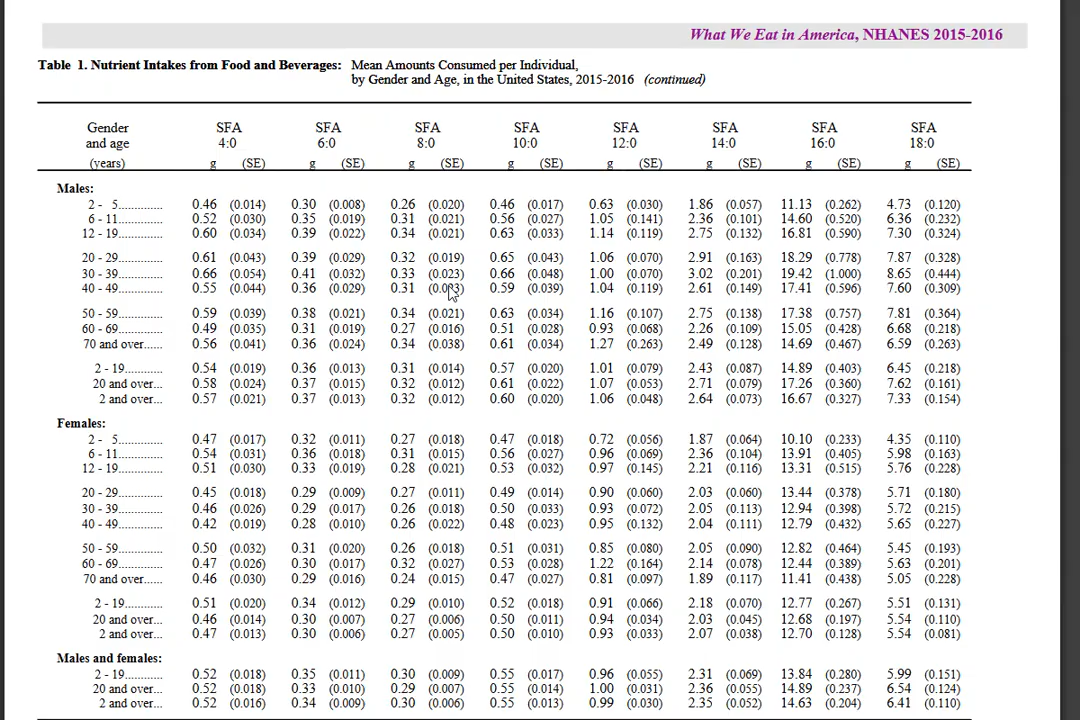 What We Eat in America, NHANES 2015-2016
Table 1. Nutrient Intakes from Food and Beverages: Mean Amounts Consumed per Individual,
by Gender and Age, in the United States, 2015-2016 (continued)
Gender SFA SFA SFA SFA SFA SFA SFA SFA
and age 4:0 6:0 8:0 10:0 12:0 14:0 16:0 18:0
(years) g (SE) g (SE) g (SE) g (SE) g (SE) g (SE) g (SE) g (SE)
Males:
2 - 5.............. 0.46 (0.014) 0.30 (0.008) 0.26 (0.020) 0.46 (0.017) 0.63 (0.030) 1.86 (0.057) 11.13 (0.262) 4.73 (0.120)
6 - 11.............. 0.52 (0.030) 0.35 (0.019) 0.31 (0.021) 0.56 (0.027) 1.05 (0.141) 2.36 (0.101) 14.60 (0.520) 6.36 (0.232)
12 - 19.............. 0.60 (0.034) 0.39 (0.022) 0.34 (0.021) 0.63 (0.033) 1.14 (0.119) 2.75 (0.132) 16.81 (0.590) 7.30 (0.324)
20 - 29.............. 0.61 (0.043) 0.39 (0.029) 0.32 (0.019) 0.65 (0.043) 1.06 (0.070) 2.91 (0.163) 18.29 (0.778) 7.87 (0.328)
30 - 39.............. 0.66 (0.054) 0.41 (0.032) 0.33 (0.023) 0.66 (0.048) 1.00 (0.070) 3.02 (0.201) 19.42 (1.000) 8.65 (0.444)
40 - 49.............. 0.55 (0.044) 0.36 (0.029) 0.31 0.59 (0.039) 1.04 (0.119) 2.61 (0.149) 17.41 (0.596) 7.60 (0.309)
50 - 59.............. 0.59 (0.039) 0.38 (0.021) 0.34 (0.021) 0.63 (0.034) 1.16 (0.107) 2.75 (0.138) 17.38 (0.757) 7.81 (0.364)
60 - 69.............. 0.49 (0.035) 0.31 (0.019) 0.27 (0.016) 0.51 (0.028) 0.93 (0.068) 2.26 (0.109) 15.05 (0.428) 6.68 (0.218)
70 and over...... 0.56 (0.041) 0.36 (0.024) 0.34 (0.038) 0.61 (0.034) 1.27 (0.263) 2.49 (0.128) 14.69 (0.467) 6.59 (0.263)
2 - 19............ 0.54 (0.019) 0.36 (0.013) 0.31 (0.014) 0.57 (0.020) 1.01 (0.079) 2.43 (0.087) 14.89 (0.403) 6.45 (0.218)
20 and over... 0.58 (0.024) 0.37 (0.015) 0.32 (0.012) 0.61 (0.022) 1.07 (0.053) 2.71 (0.079) 17.26 (0.360) 7.62 (0.161)
2 and over... 0.57 (0.021) 0.37 (0.013) 0.32 (0.012) 0.60 (0.020) 1.06 (0.048) 2.64 (0.073) 16.67 (0.327) 7.33 (0.154)
Females:
2 - 5.............. 0.47 (0.017) 0.32 (0.011) 0.27 (0.018) 0.47 (0.018) 0.72 (0.056) 1.87 (0.064) 10.10 (0.233) 4.35 (0.110)
6 - 11.............. 0.54 (0.031) 0.36 (0.018) 0.31 (0.015) 0.56 (0.027) 0.96 (0.069) 2.36 (0.104) 13.91 (0.405) 5.98 (0.163)
12 - 19.............. 0.51 (0.030) 0.33 (0.019) 0.28 (0.021) 0.53 (0.032) 0.97 (0.145) 2.21 (0.116) 13.31 (0.515) 5.76 (0.228)
20 - 29.............. 0.45 (0.018) 0.29 (0.009) 0.27 (0.011) 0.49 (0.014) 0.90 (0.060) 2.03 (0.060) 13.44 (0.378) 5.71 (0.180)
30 - 39.............. 0.46 (0.026) 0.29 (0.017) 0.26 (0.018) 0.50 (0.033) 0.93 (0.072) 2.05 (0.113) 12.94 (0.398) 5.72 (0.215)
40 - 49.............. 0.42 (0.019) 0.28 (0.010) 0.26 (0.022) 0.48 (0.023) 0.95 (0.132) 2.04 (0.111) 12.79 (0.432) 5.65 (0.227)
50 - 59.............. 0.50 (0.032) 0.31 (0.020) 0.26 (0.018) 0.51 (0.031) 0.85 (0.080) 2.05 (0.090) 12.82 (0.464) 5.45 (0.193)
60 - 69.............. 0.47 (0.026) 0.30 (0.017) 0.32 (0.027) 0.53 (0.028) 1.22 (0.164) 2.14 (0.078) 12.44 (0.389) 5.63 (0.201)
70 and over...... 0.46 (0.030) 0.29 (0.016) 0.24 (0.015) 0.47 (0.027) 0.81 (0.097) 1.89 (0.117) 11.41 (0.438) 5.05 (0.228)
2 - 19............ 0.51 (0.020) 0.34 (0.012) 0.29 (0.010) 0.52 (0.018) 0.91 (0.066) 2.18 (0.070) 12.77 (0.267) 5.51 (0.131)
20 and over... 0.46 (0.014) 0.30 (0.007) 0.27 (0.006) 0.50 (0.011) 0.94 (0.034) 2.03 (0.045) 12.68 (0.197) 5.54 (0.110)
2 and over... 0.47 (0.013) 0.30 (0.006) 0.27 (0.005) 0.50 (0.010) 0.93 (0.033) 2.07 (0.038) 12.70 (0.128) 5.54 (0.081)
Males and females:
2 - 19............ 0.52 (0.018) 0.35 (0.011) 0.30 (0.009) 0.55 (0.017) 0.96 (0.055) 2.31 (0.069) 13.84 (0.280) 5.99 (0.151)
20 and over... 0.52 (0.018) 0.33 (0.010) 0.29 (0.007) 0.55 (0.014) 1.00 (0.031) 2.36 (0.055) 14.89 (0.237) 6.54 (0.124)
2 and over... 0.52 (0.016) 0.34 (0.009) 0.30 (0.006) 0.55 (0.013) 0.99 (0.030) 2.35 (0.052) 14.63 (0.204) 6.41 (0.110)